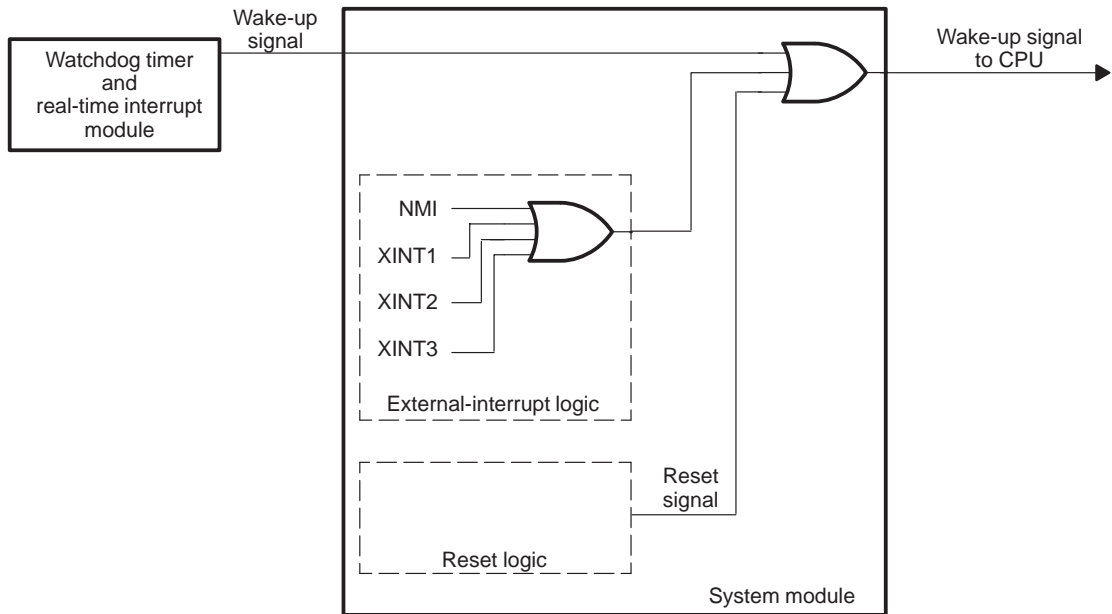 Wake-up
signal
Watchdog timer
and
real-time interrupt
module
Wake-up signal
to CPU
NMI
XINT1
XINT2
XINT3
External-interrupt logic
Reset
signal
Reset logic
System module